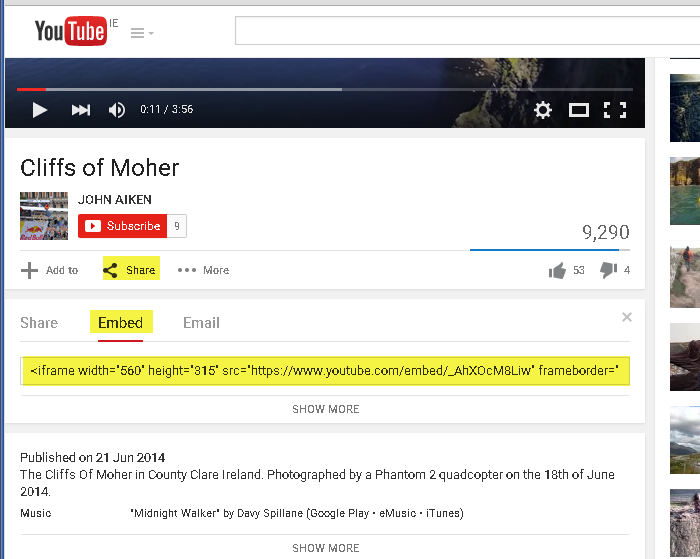 YouTube IE
0:11 / 3:56
Cliffs of Moher
JOHN AIKEN
Subscribe 9
9,290
Add to Share More 53 4
Share Embed Email
<iframe width="560" height="315" src="https://www.youtube.com/embed/_AhXOcM8Liw" frameborder="
SHOW MORE
Published on 21 Jun 2014
The Cliffs Of Moher in County Clare Ireland. Photographed by a Phantom 2 quadcopter on the 18th of June
2014.
Music "Midnight Walker" by Davy Spillane (Google Play • eMusic • iTunes)
SHOW MORE